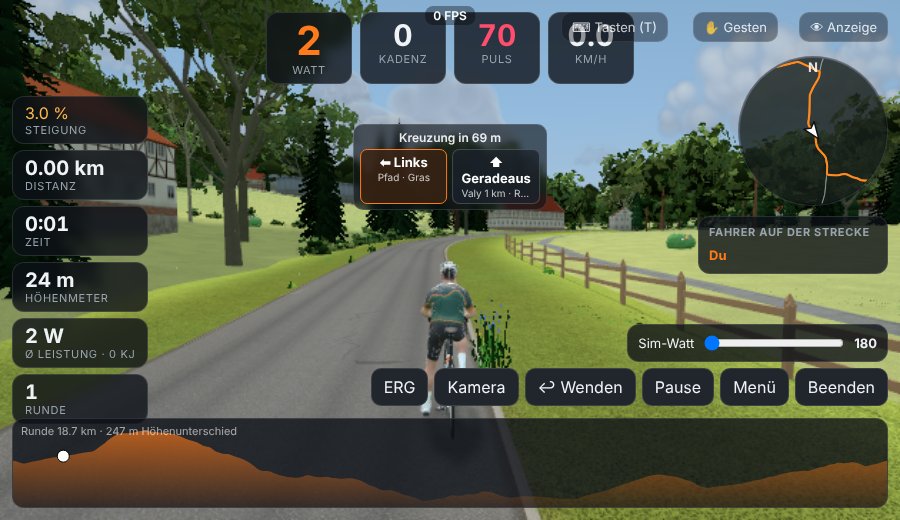 0 FPS
2
WATT
0
KADENZ
70
PULS
0.0
KM/H
Tasten (T)
Gesten
Anzeige
N
3.0 %
STEIGUNG
0.00 km
DISTANZ
0:01
ZEIT
24 m
HÖHENMETER
2 W
Ø LEISTUNG · 0 KJ
1
RUNDE
Kreuzung in 69 m
⬅ Links
Pfad · Gras
⬆
Geradeaus
Valy 1 km · R...
FAHRER AUF DER STRECKE
Du
Sim-Watt 180
ERG
Kamera
↩ Wenden
Pause
Menü
Beenden
Runde 18.7 km · 247 m Höhenunterschied